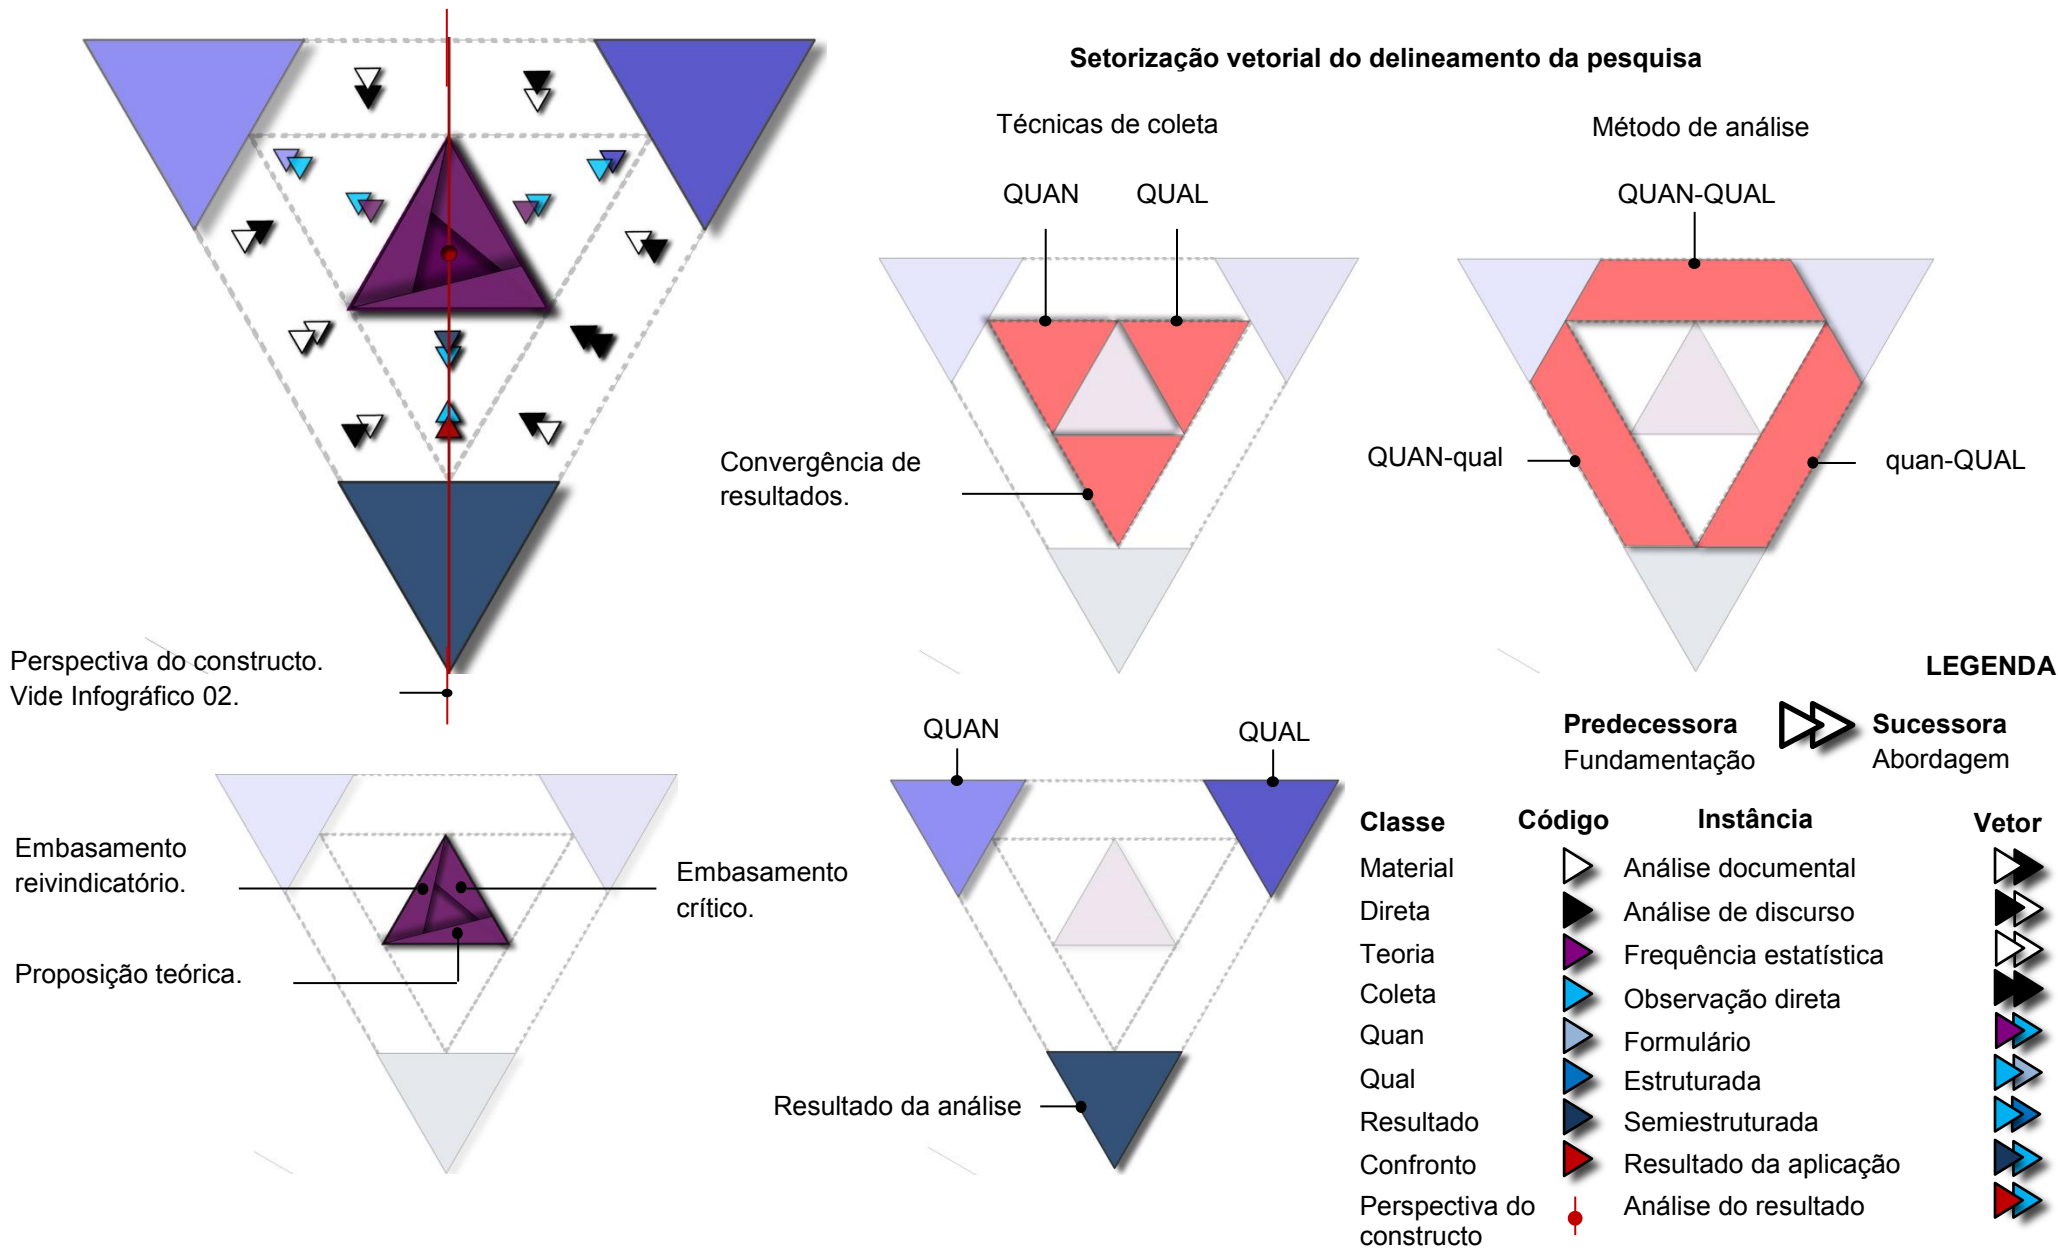 Setorização vetorial do delineamento da pesquisa
Técnicas de coleta
Método de análise
QUAN
QUAL
QUAN-QUAL
Convergência de
resultados.
QUAN-qual
quan-QUAL
Perspectiva do constructo.
Vide Infográfico 02.
Embasamento
reivindicatório.
Embasamento
crítico.
Proposição teórica.
QUAN
QUAL
Resultado da análise
LEGENDA
Predecessora
Fundamentação
Sucessora
Abordagem
Classe Código Instância Vetor
Material Análise documental
Direta Análise de discurso
Teoria Frequência estatística
Coleta Observação direta
Quan Formulário
Qual Estruturada
Resultado Semiestruturada
Confronto Resultado da aplicação
Perspectiva do Análise do resultado
constructo